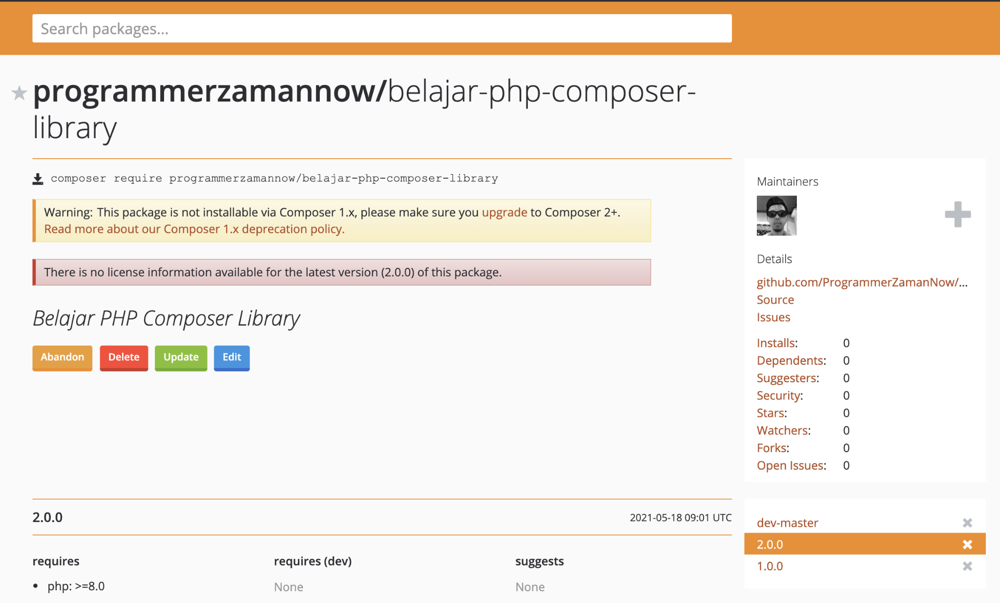 Search packages...
programmerzamannow/belajar-php-composer-
library
composer require programmerzamannow/belajar-php-composer-library
Warning: This package is not installable via Composer 1.x, please make sure you upgrade to Composer 2+.
Read more about our Composer 1.x deprecation policy.
There is no license information available for the latest version (2.0.0) of this package.
Belajar PHP Composer Library
Abandon Delete Update Edit
Maintainers
Details
github.com/ProgrammerZamanNow/...
Source
Issues
Installs: 0
Dependents: 0
Suggesters: 0
Security: 0
Stars: 0
Watchers: 0
Forks: 0
Open Issues: 0
2.0.0 2021-05-18 09:01 UTC
requires requires (dev) suggests
• php: >=8.0 None None
dev-master
2.0.0
1.0.0